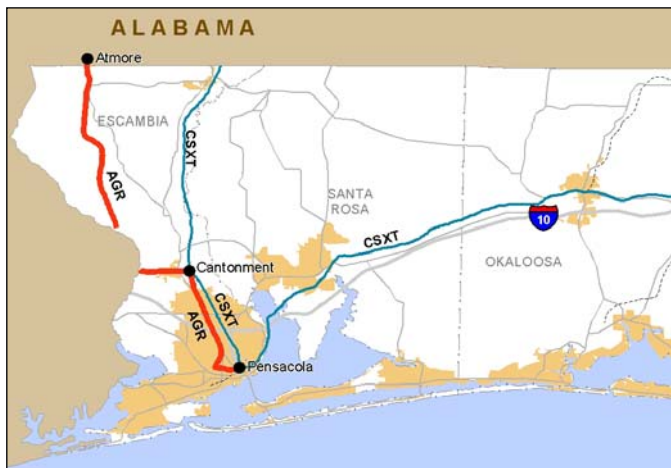 ALABAMA
Atmore
ESCAMBIA
CSXT
AGR
SANTA
ROSA
CSXT
10
OKALOOSA
Cantonment
CSXT
AGR
Pensacola